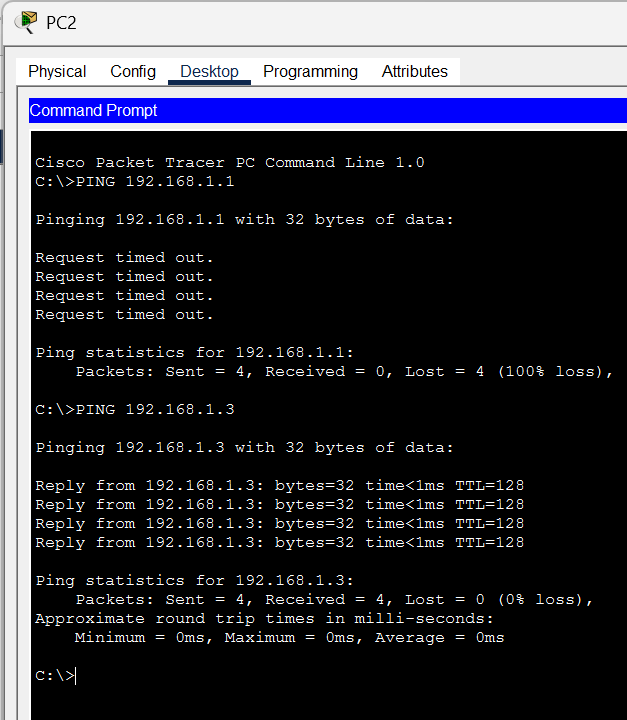 PC2
Physical Config Desktop Programming Attributes
Command Prompt
Cisco Packet Tracer PC Command Line 1.0
C:\>PING 192.168.1.1
Pinging 192.168.1.1 with 32 bytes of data:
Request timed out.
Request timed out.
Request timed out.
Request timed out.
Ping statistics for 192.168.1.1:
Packets: Sent = 4, Received = 0, Lost = 4 (100% loss),
C:\>PING 192.168.1.3
Pinging 192.168.1.3 with 32 bytes of data:
Reply from 192.168.1.3: bytes=32 time<1ms TTL=128
Reply from 192.168.1.3: bytes=32 time<1ms TTL=128
Reply from 192.168.1.3: bytes=32 time<1ms TTL=128
Reply from 192.168.1.3: bytes=32 time<1ms TTL=128
Ping statistics for 192.168.1.3:
Packets: Sent = 4, Received = 4, Lost = 0 (0% loss),
Approximate round trip times in milli-seconds:
Minimum = 0ms, Maximum = 0ms, Average = 0ms
C:\>